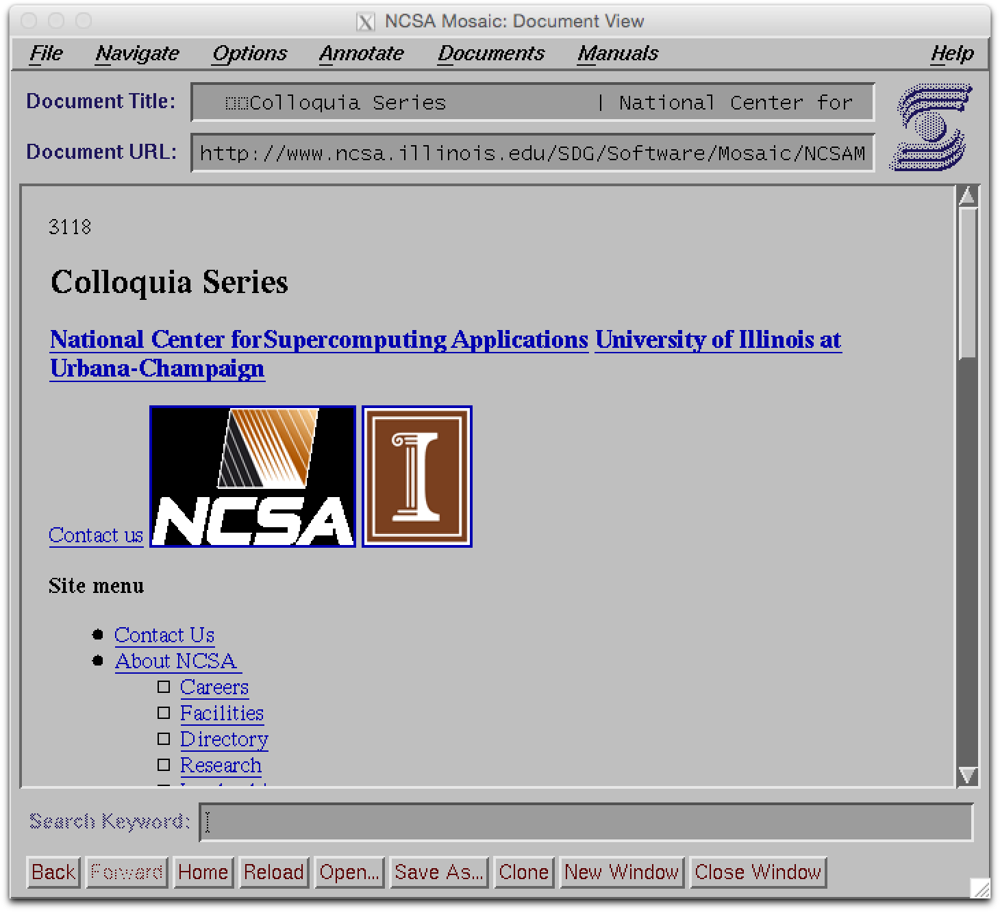 NCSA Mosaic: Document View
File Navigate Options Annotate Documents Manuals Help
Document Title: Colloquia Series | National Center for
Document URL: http://www.ncsa.illinois.edu/SDG/Software/Mosaic/NCSAM
3118
Colloquia Series
National Center forSupercomputing Applications University of Illinois at
Urbana-Champaign
NCSA
I
Contact us
Site menu
Contact Us
About NCSA
Careers
Facilities
Directory
Research
Search Keyword:
Back Forward Home Reload Open... Save As... Clone New Window Close Window